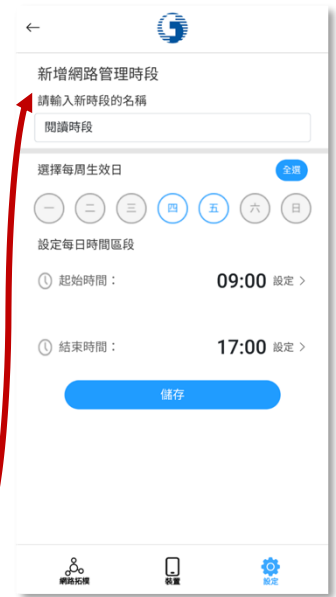 新增網路管理時段
請輸入新時段的名稱
閱讀時段
選擇每周生效日 全選
一 二 三 四 五 六 日
設定每日時間區段
起始時間： 09:00 設定 >
結束時間： 17:00 設定 >
儲存
網路拓樸 裝置 設定